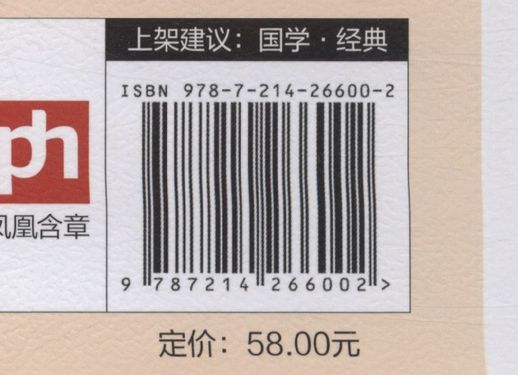 上架建议：国学·经典
ISBN 978-7-214-26600-2
ph
凤凰含章
9 787214 266002 >
定价：58.00元